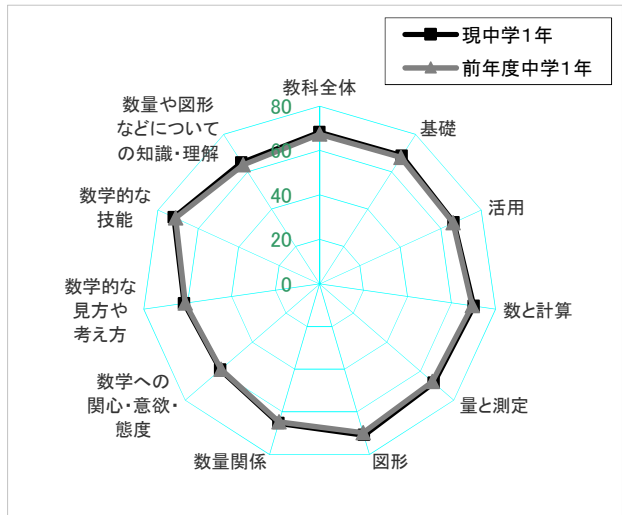 現中学1年
前年度中学1年
教科全体
基礎
活用
数と計算
量と測定
図形
数量関係
数学への
関心・意欲・
態度
数学的な
見方や
考え方
数学的な
技能
数量や図形
などについて
の知識・理解
80
60
40
20
0